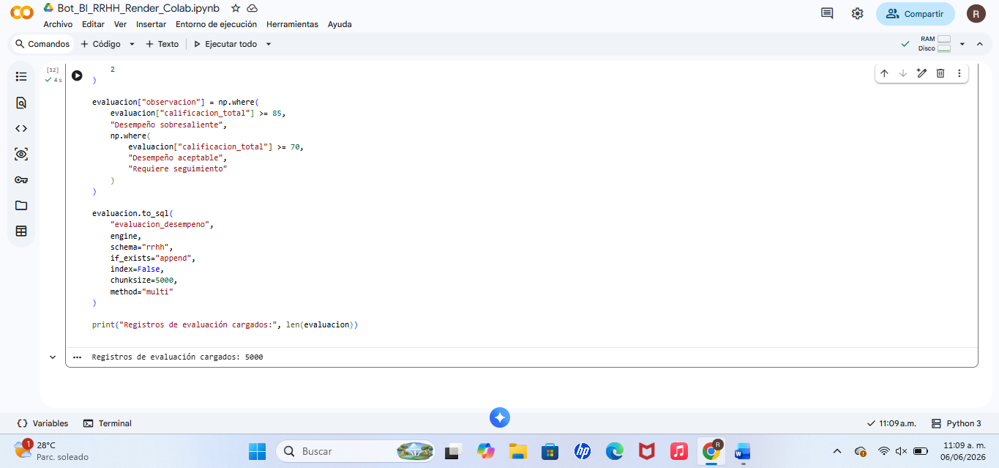 Bot_BI_RRHH_Render_Colab.ipynb
Archivo Editar Ver Insertar Entorno de ejecución Herramientas Ayuda
Compartir
R
Comandos + Código + Texto Ejecutar todo
RAM
Disco
[12]
4 s
2
)
evaluacion["observacion"] = np.where(
evaluacion["calificacion_total"] >= 85,
"Desempeño sobresaliente",
np.where(
evaluacion["calificacion_total"] >= 70,
"Desempeño aceptable",
"Requiere seguimiento"
)
)
evaluacion.to_sql(
"evaluacion_desempeno",
engine,
schema="rrhh",
if_exists="append",
index=False,
chunksize=5000,
method="multi"
)
print("Registros de evaluación cargados:", len(evaluacion))
Registros de evaluación cargados: 5000
Variables Terminal
11:09 a.m. Python 3
1
28°C
Parc. soleado
Buscar
hp
R
W
11:09 a. m.
06/06/2026